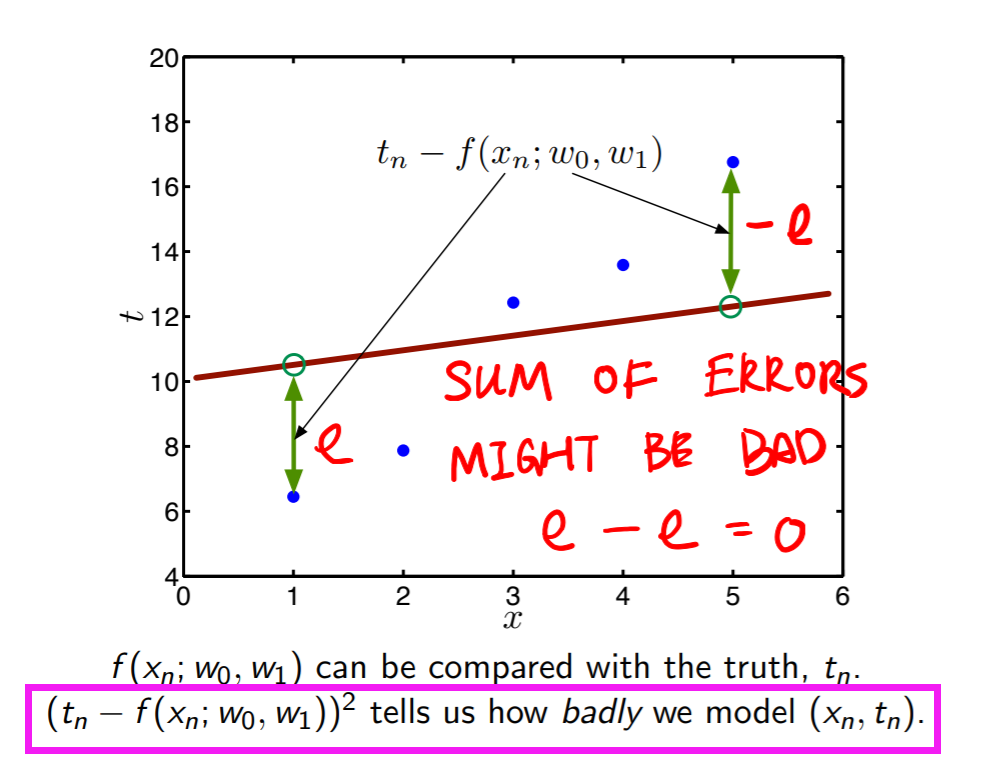 20
18
t_n − f(x_n; w_0, w_1)
16
− e
14
t 12
SUM OF ERRORS
10
e
8
MIGHT BE BAD
6
e − e = 0
4
0 1 2 3 4 5 6
x
f(x_n; w_0, w_1) can be compared with the truth, t_n.
(t_n − f(x_n; w_0, w_1))² tells us how badly we model (x_n, t_n).